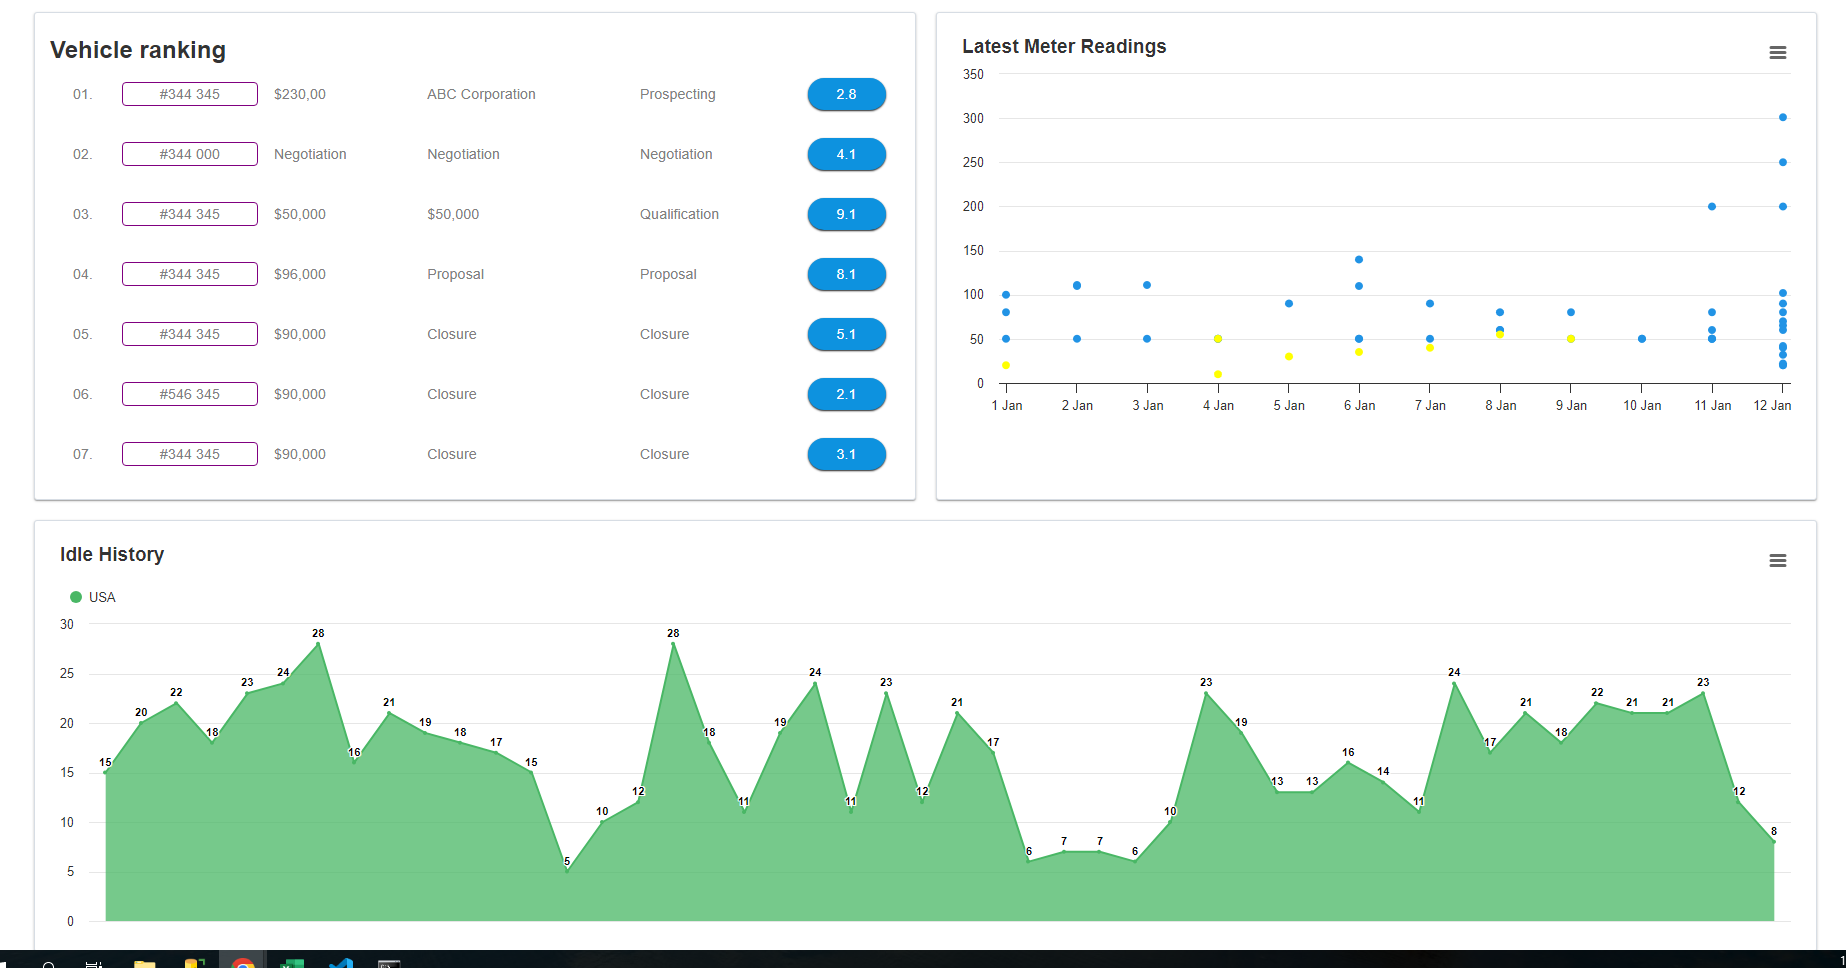 Vehicle ranking
01. #344 345 $230,00 ABC Corporation Prospecting 2.8
02. #344 000 Negotiation Negotiation Negotiation 4.1
03. #344 345 $50,000 $50,000 Qualification 9.1
04. #344 345 $96,000 Proposal Proposal 8.1
05. #344 345 $90,000 Closure Closure 5.1
06. #546 345 $90,000 Closure Closure 2.1
07. #344 345 $90,000 Closure Closure 3.1
Latest Meter Readings
350
300
250
200
150
100
50
0
1 Jan 2 Jan 3 Jan 4 Jan 5 Jan 6 Jan 7 Jan 8 Jan 9 Jan 10 Jan 11 Jan 12 Jan
Idle History
USA
30
25
20
15
10
5
0
15 20 22 18 23 24 28 16 21 19 18 17 15 5 10 12 28 18 11 19 24 11 23 12 21 17 6 7 7 6 10 23 19 13 13 16 14 11 24 17 21 18 22 21 21 23 12 8